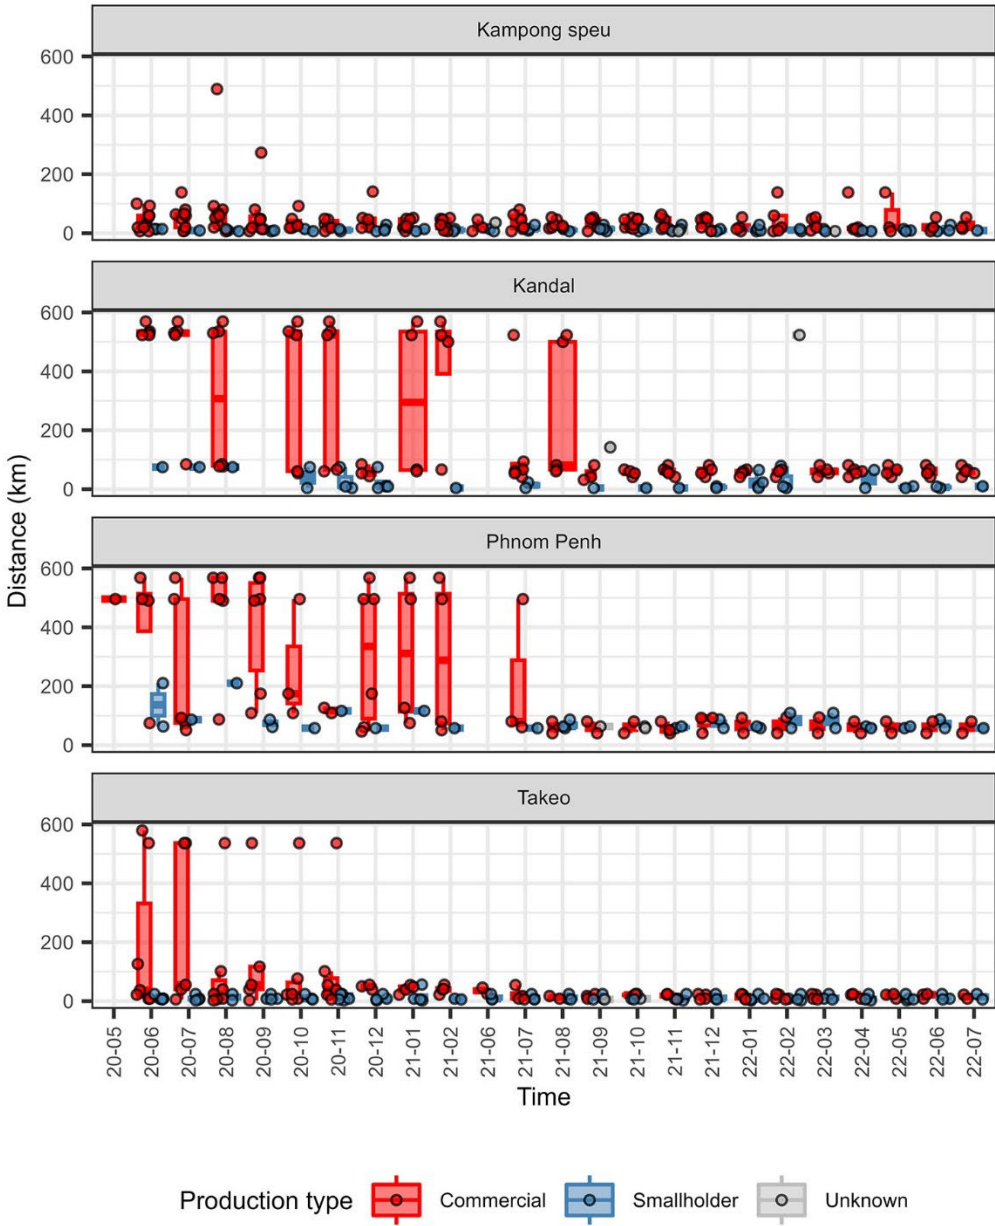 Kampong speu
600
400
200
0
Kandal
600
400
200
0
Phnom Penh
600
400
200
0
Takeo
600
400
200
0
Distance (km)
20-05 20-06 20-07 20-08 20-09 20-10 20-11 20-12 21-01 21-02 21-06 21-07 21-08 21-09 21-10 21-11 21-12 22-01 22-02 22-03 22-04 22-05 22-06 22-07
Time
Production type Commercial Smallholder Unknown